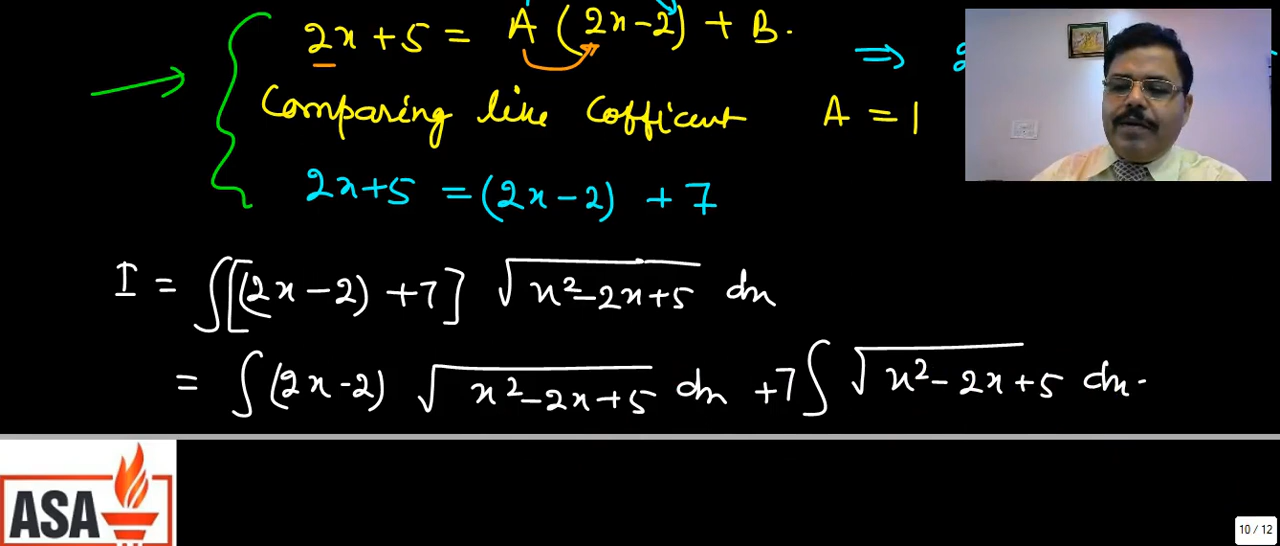 2x + 5 = A (2x - 2) + B.
⇒ 2
Comparing like Cofficent A = 1
2x+5 = (2x - 2) + 7
I = ∫[(2x - 2) + 7] √(x² - 2x + 5) dx
= ∫ (2x - 2) √(x² - 2x + 5) dx + 7 ∫ √(x² - 2x + 5) dx.
ASA
10 / 12